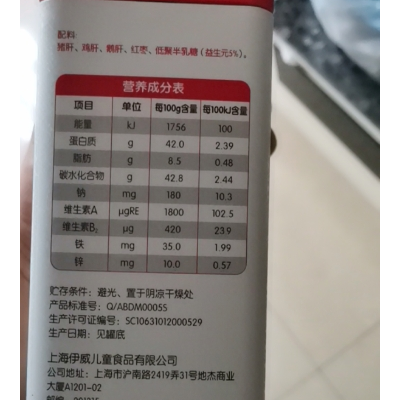 配料:
猪肝、鸡肝、鹅肝、红枣、低聚半乳糖（益生元5%）。
营养成分表
项目 单位 每100g含量 每100kJ含量
能量 kJ 1756 100
蛋白质 g 42.0 2.39
脂肪 g 8.5 0.48
碳水化合物 g 42.8 2.44
钠 mg 180 10.3
维生素A μgRE 1800 102.5
维生素B₂ μg 420 23.9
铁 mg 35.0 1.99
锌 mg 10.0 0.57
贮存条件：避光、置于阴凉干燥处
产品标准号：Q/ABDM0005S
生产许可证编号：SC10631012000529
生产日期：见罐底
上海伊威儿童食品有限公司
公司地址：上海市沪南路2419弄31号地杰商业
大厦A1201-02
邮编：201315